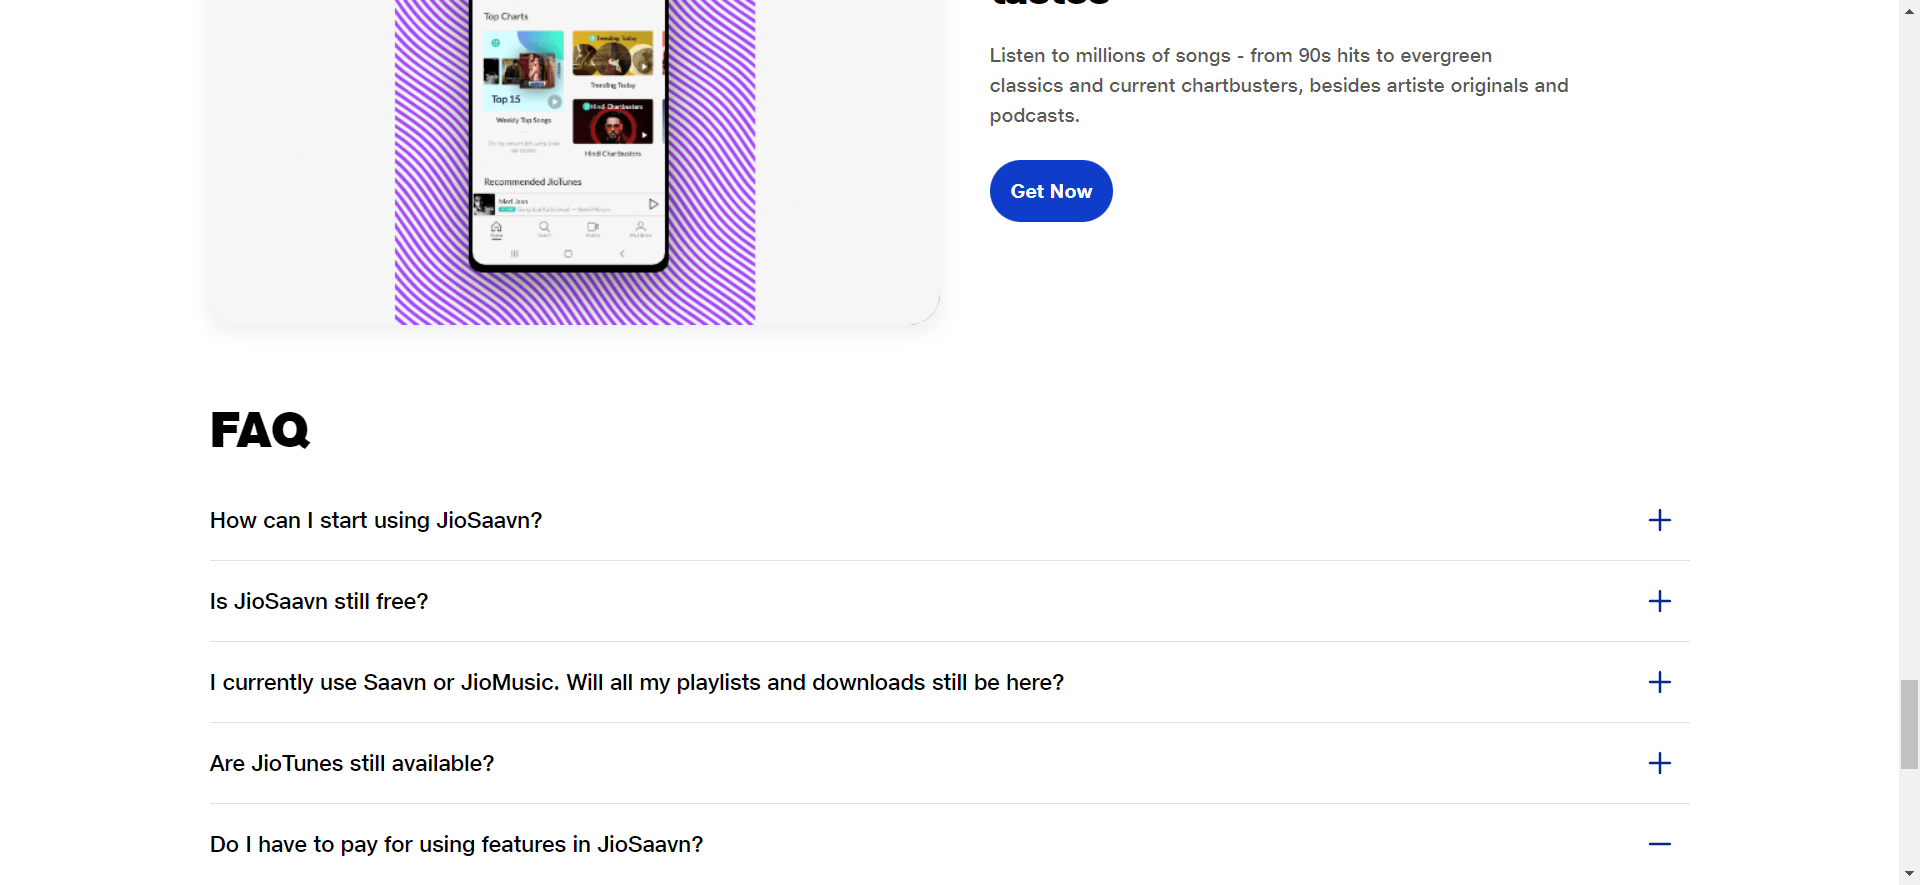 Top Charts
Trending Today
Trending Today
Top 15
Weekly Top Songs
Hindi Chartbusters
Hindi Chartbusters
Recommended JioTunes
Meri Jaan
Home
Listen to millions of songs - from 90s hits to evergreen
classics and current chartbusters, besides artiste originals and
podcasts.
Get Now
FAQ
How can I start using JioSaavn?
Is JioSaavn still free?
I currently use Saavn or JioMusic. Will all my playlists and downloads still be here?
Are JioTunes still available?
Do I have to pay for using features in JioSaavn?